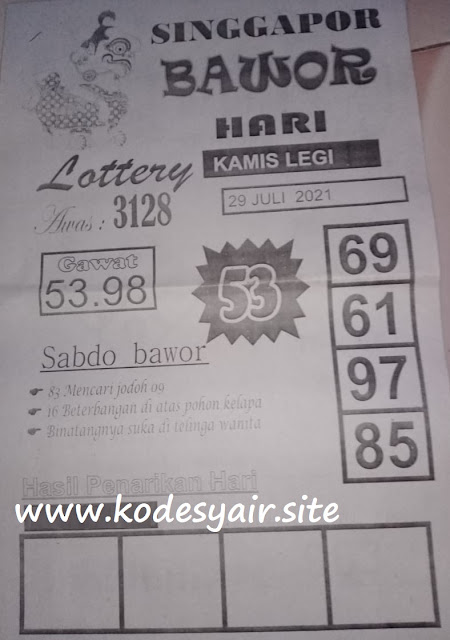 SINGGAPOR
BAWOR
HARI
Lottery
KAMIS LEGI
Awas : 3128
29 JULI 2021
Gawat
53.98
53
69
61
97
85
Sabdo bawor
83 Mencari jodoh 09
16 Beterbangan di atas pohon kelapa
Binatangnya suka di telinga wanita
Hasil Penarikan Hari
www.kodesyair.site